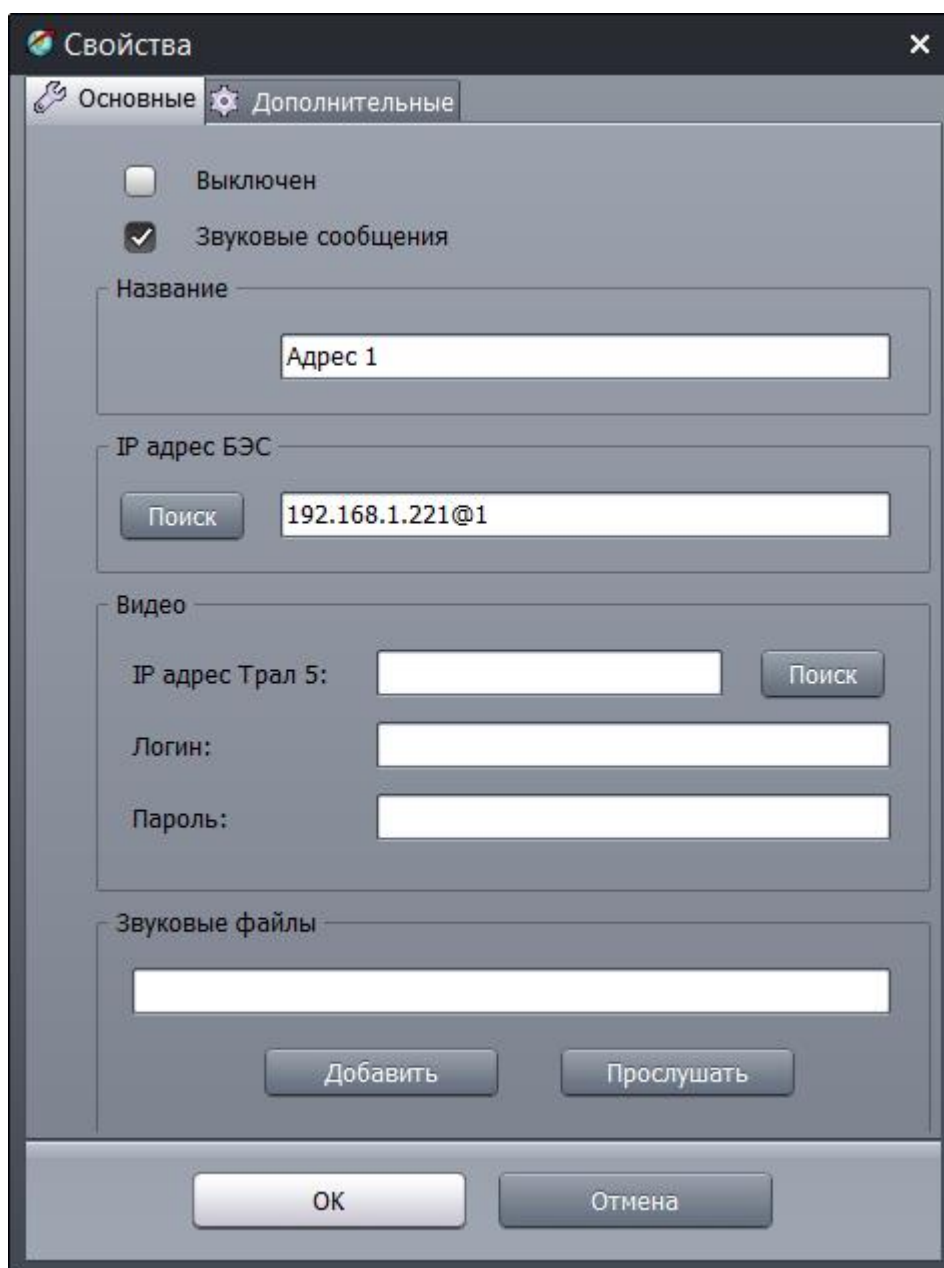 Свойства
Основные Дополнительные
Выключен
Звуковые сообщения
Название
Адрес 1
IP адрес БЭС
Поиск 192.168.1.221@1
Видео
IP адрес Трал 5: Поиск
Логин:
Пароль:
Звуковые файлы
Добавить Прослушать
OK Отмена